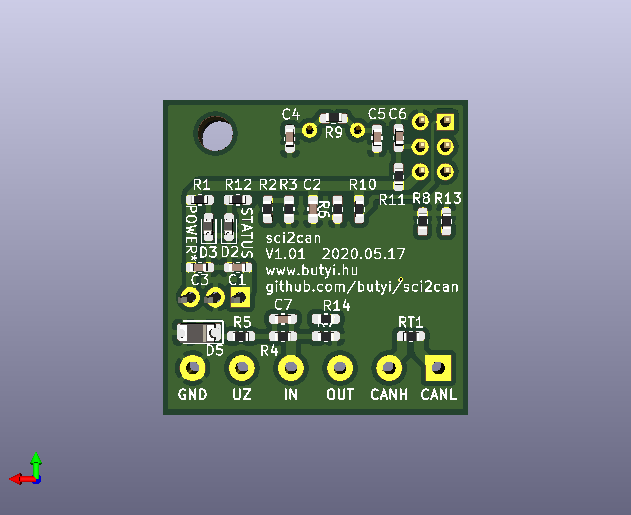 C4
C5 C6
R9
R1 R12 R2 R3 C2 R10
R11 R8 R13
R6
POWER*
STATUS
D3 D2
sci2can
V1.01 2020.05.17
www.butyi.hu
github.com/butyi/sci2can
C3 C1
C7 R14
R5 RT1
D5 R4
GND UZ IN OUT CANH CANL